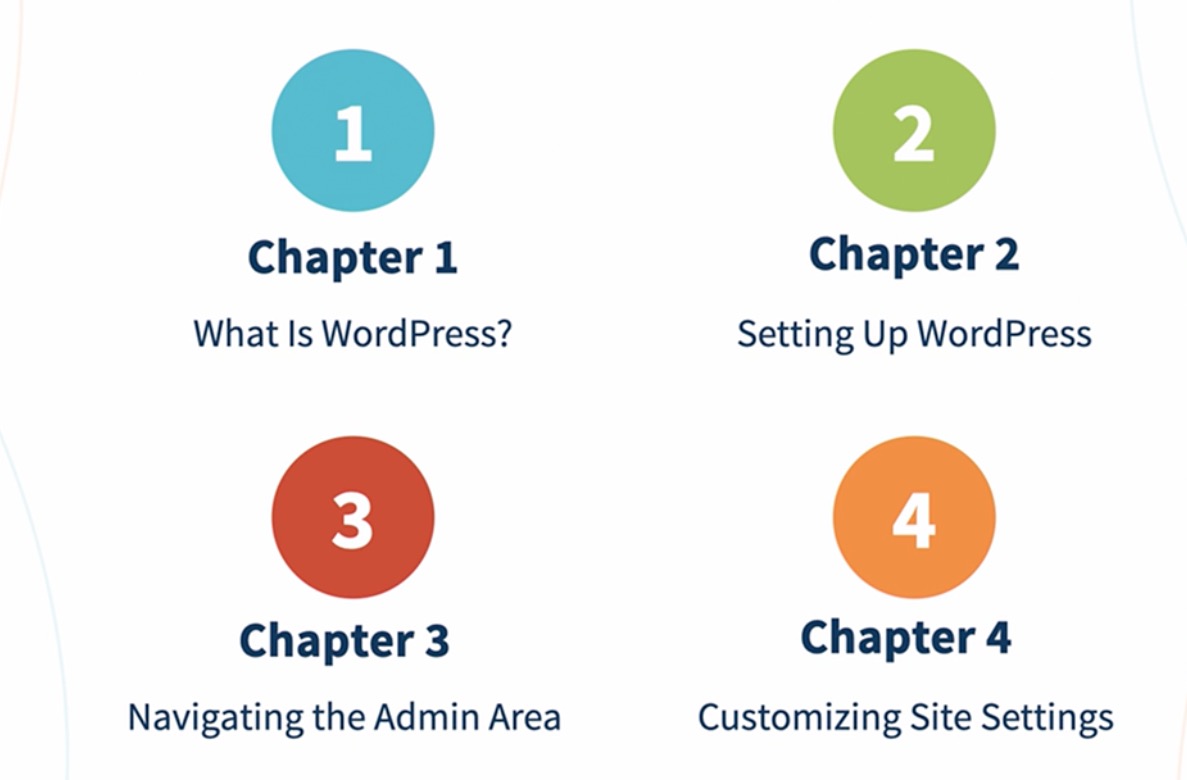 1
Chapter 1
What Is WordPress?
2
Chapter 2
Setting Up WordPress
3
Chapter 3
Navigating the Admin Area
4
Chapter 4
Customizing Site Settings